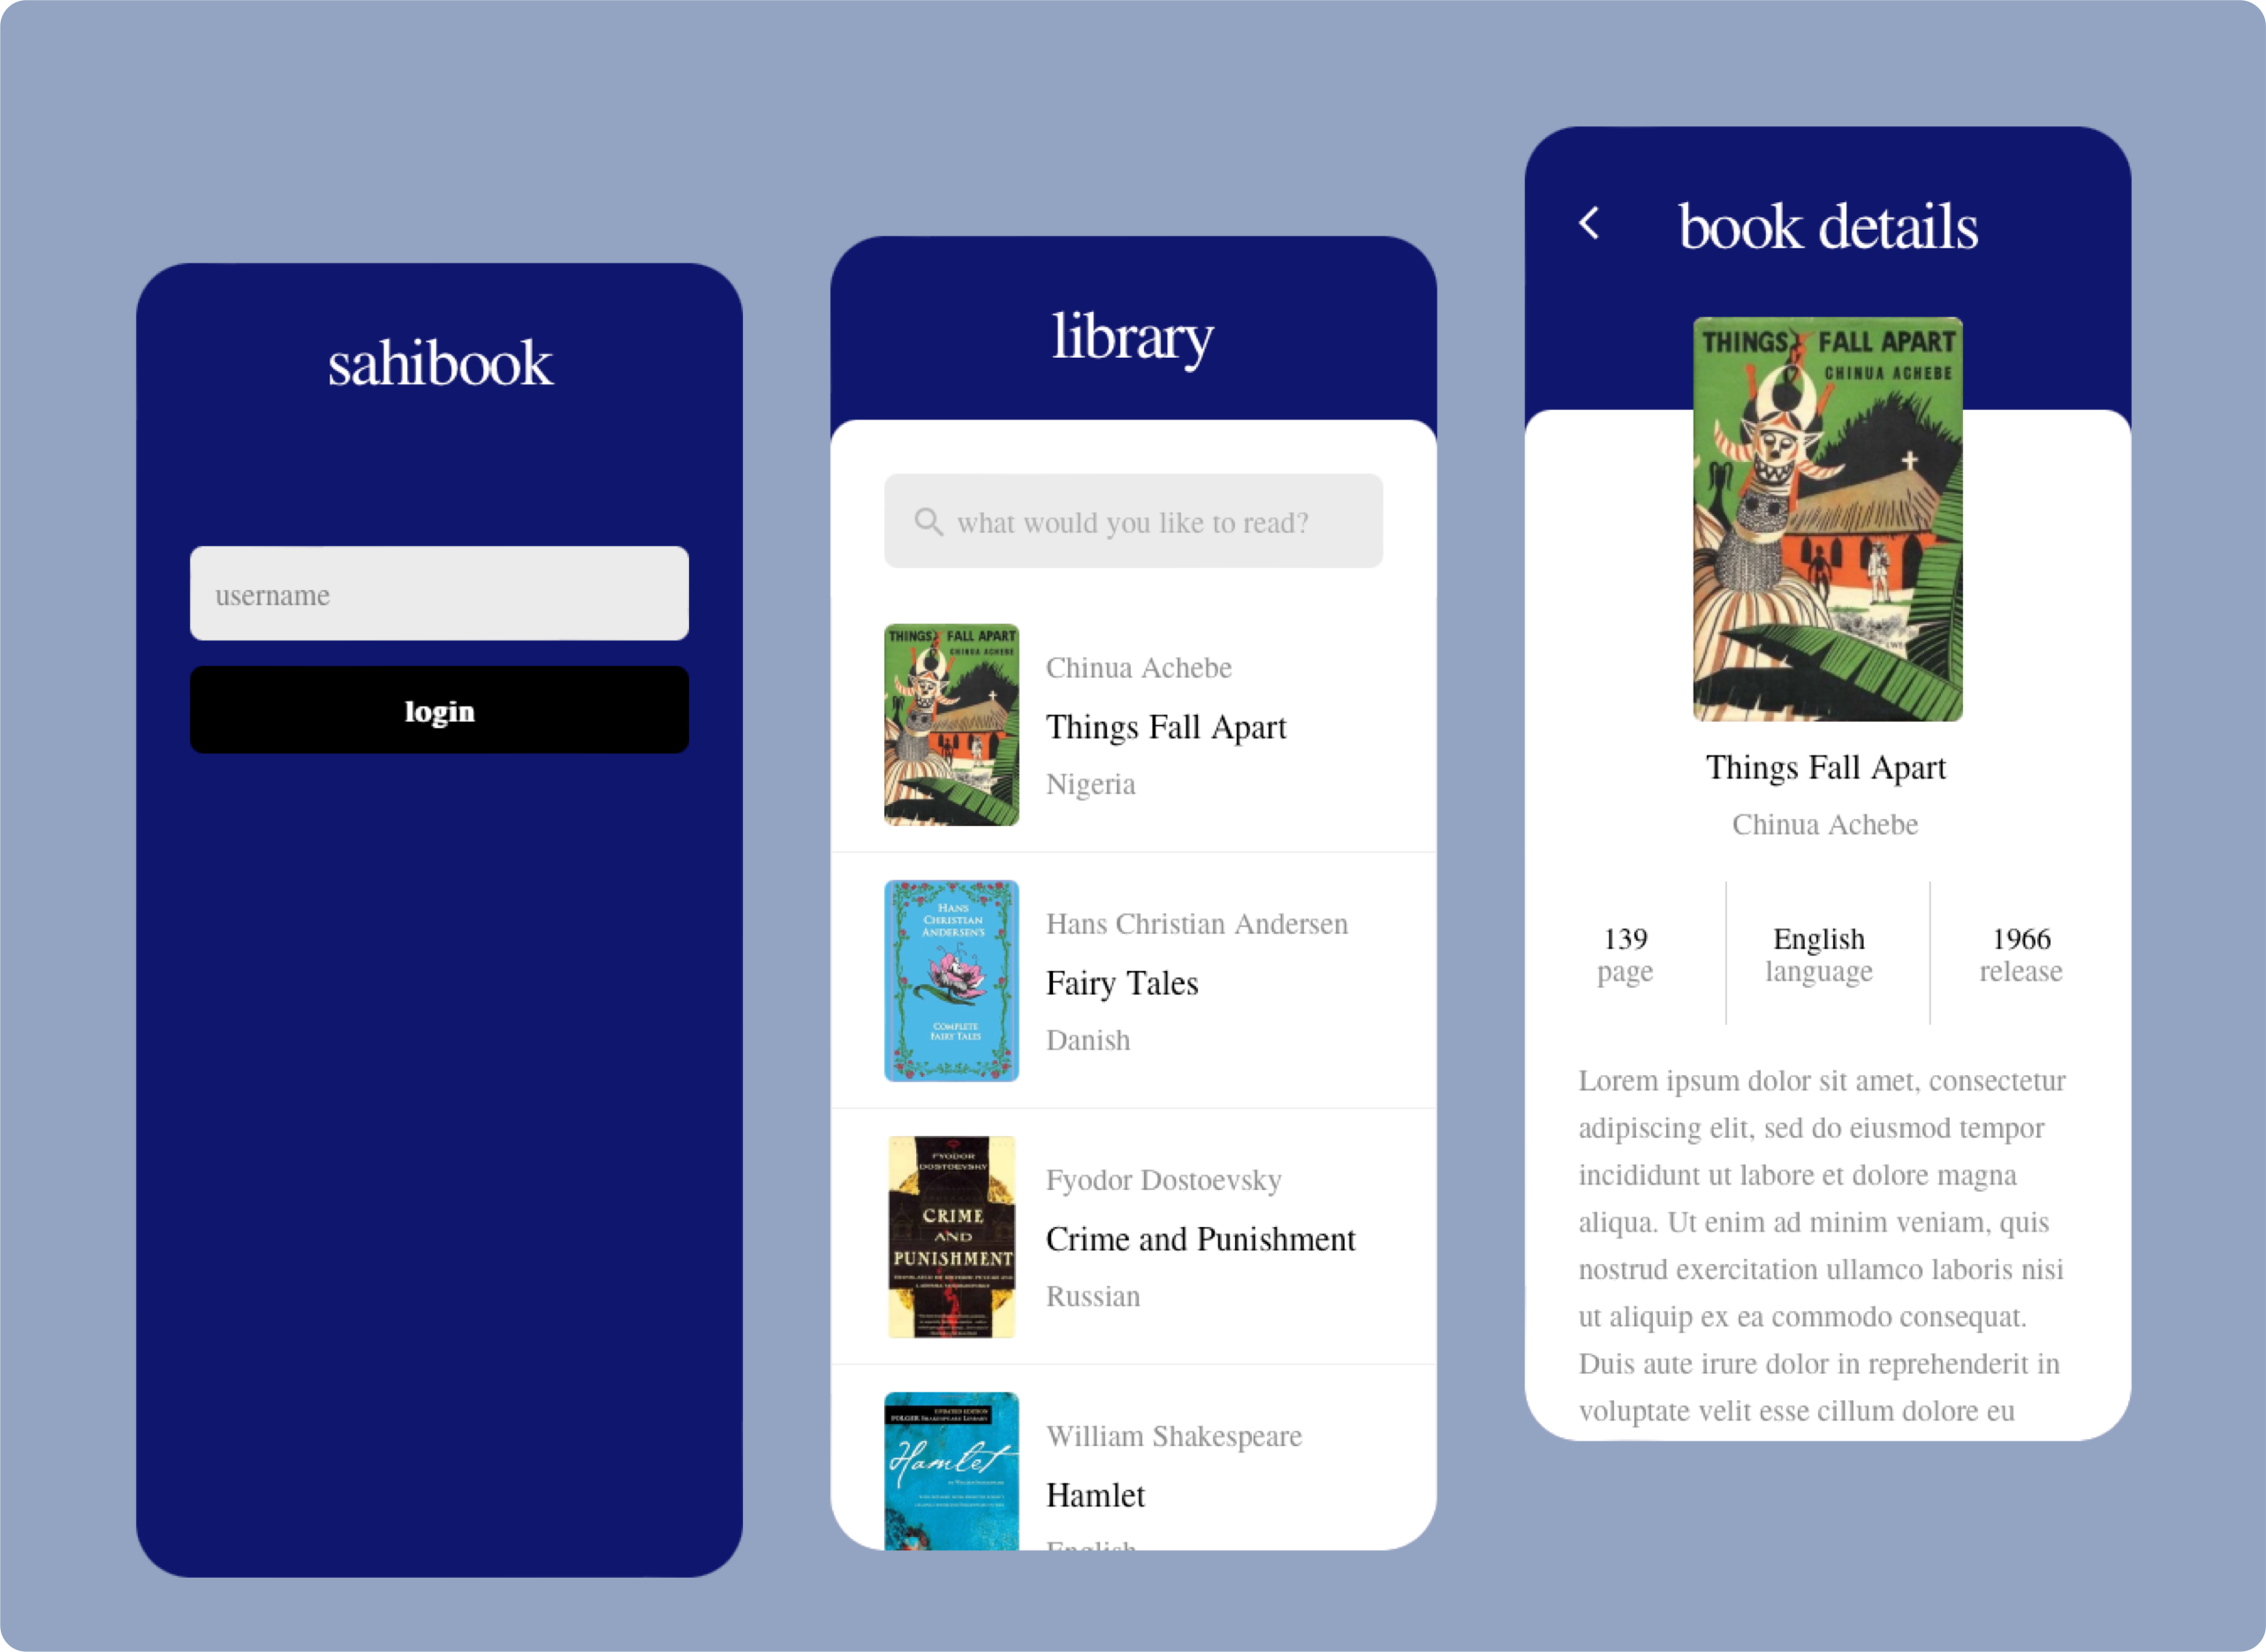 sahibook
username
login
library
what would you like to read?
THINGS FALL APART
CHINUA ACHEBE
Chinua Achebe
Things Fall Apart
Nigeria
HANS
CHRISTIAN
ANDERSEN'S
COMPLETE
FAIRY TALES
Hans Christian Andersen
Fairy Tales
Danish
FYODOR
DOSTOEVSKY
CRIME
AND
PUNISHMENT
Fyodor Dostoevsky
Crime and Punishment
Russian
UPDATED EDITION
FOLGER SHAKESPEARE LIBRARY
Hamlet
William Shakespeare
Hamlet
English
book details
THINGS FALL APART
CHINUA ACHEBE
Things Fall Apart
Chinua Achebe
139
page
English
language
1966
release
Lorem ipsum dolor sit amet, consectetur
adipiscing elit, sed do eiusmod tempor
incididunt ut labore et dolore magna
aliqua. Ut enim ad minim veniam, quis
nostrud exercitation ullamco laboris nisi
ut aliquip ex ea commodo consequat.
Duis aute irure dolor in reprehenderit in
voluptate velit esse cillum dolore eu